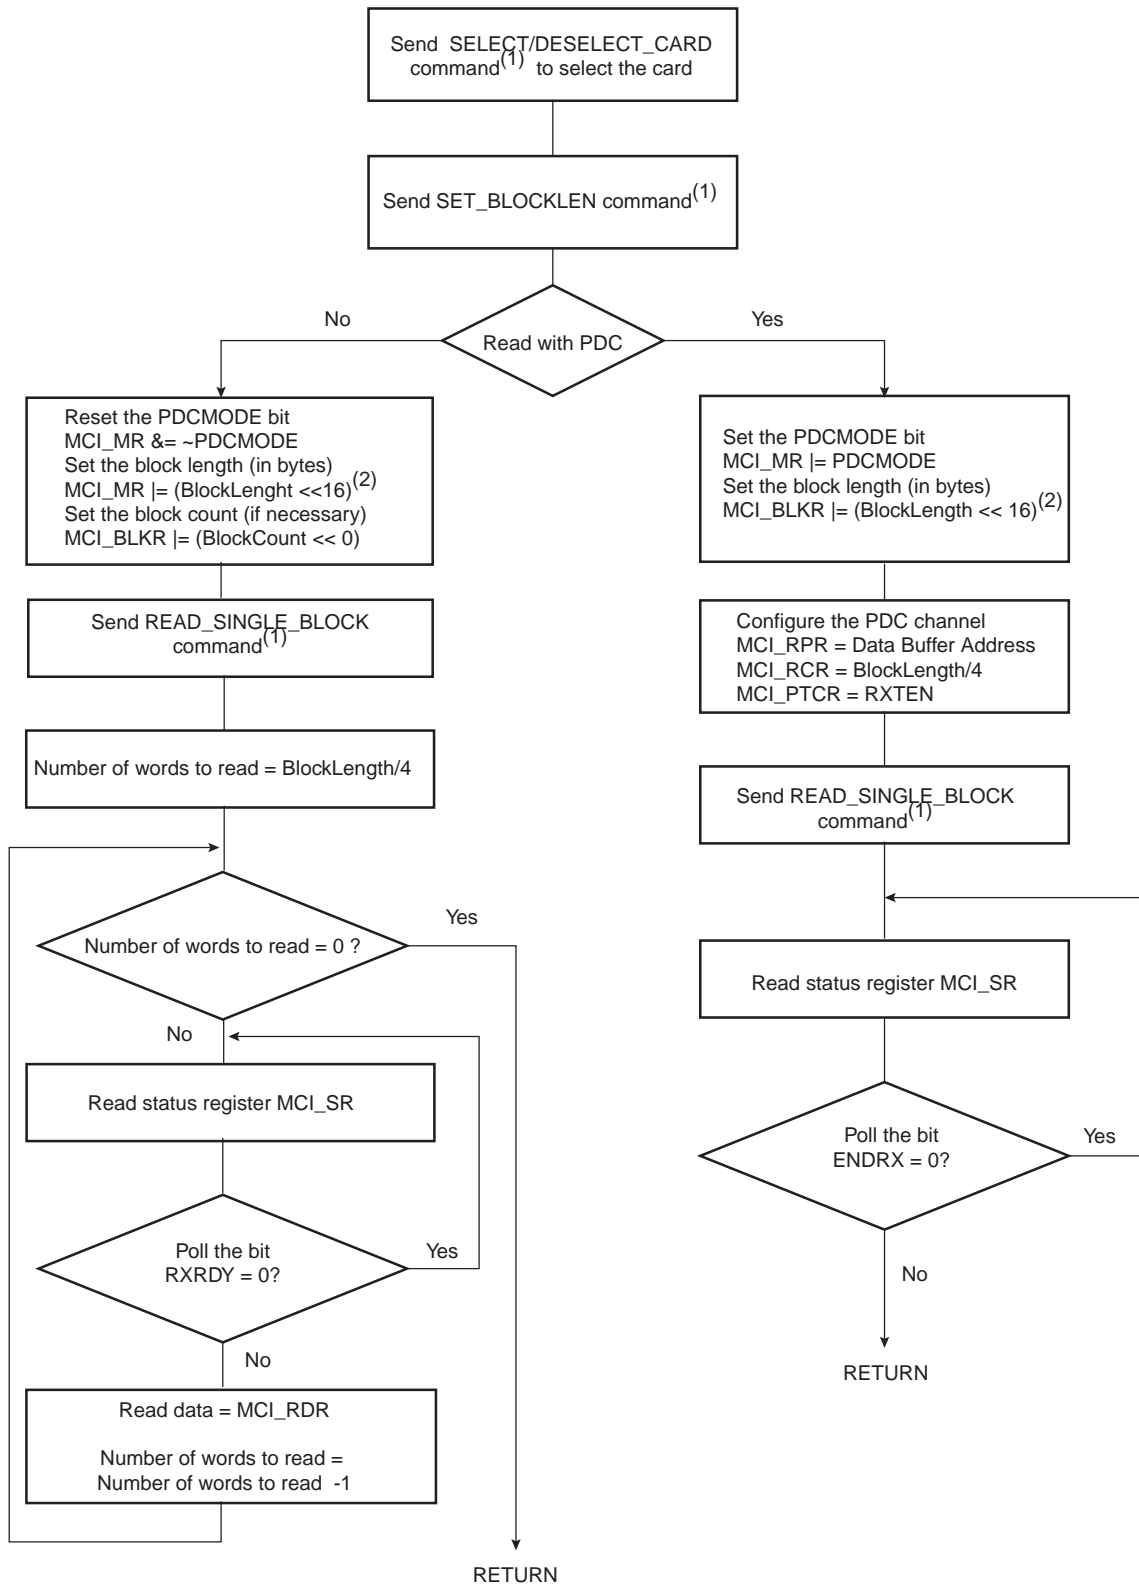 Send SELECT/DESELECT_CARD
command(1) to select the card
Send SET_BLOCKLEN command(1)
No
Yes
Read with PDC
Reset the PDCMODE bit
MCI_MR &= ~PDCMODE
Set the block length (in bytes)
MCI_MR |= (BlockLenght <<16)(2)
Set the block count (if necessary)
MCI_BLKR |= (BlockCount << 0)
Send READ_SINGLE_BLOCK
command(1)
Number of words to read = BlockLength/4
Number of words to read = 0 ?
Yes
No
Read status register MCI_SR
Poll the bit
RXRDY = 0?
Yes
No
Read data = MCI_RDR
Number of words to read =
Number of words to read -1
RETURN
Set the PDCMODE bit
MCI_MR |= PDCMODE
Set the block length (in bytes)
MCI_BLKR |= (BlockLength << 16)(2)
Configure the PDC channel
MCI_RPR = Data Buffer Address
MCI_RCR = BlockLength/4
MCI_PTCR = RXTEN
Send READ_SINGLE_BLOCK
command(1)
Read status register MCI_SR
Poll the bit
ENDRX = 0?
Yes
No
RETURN